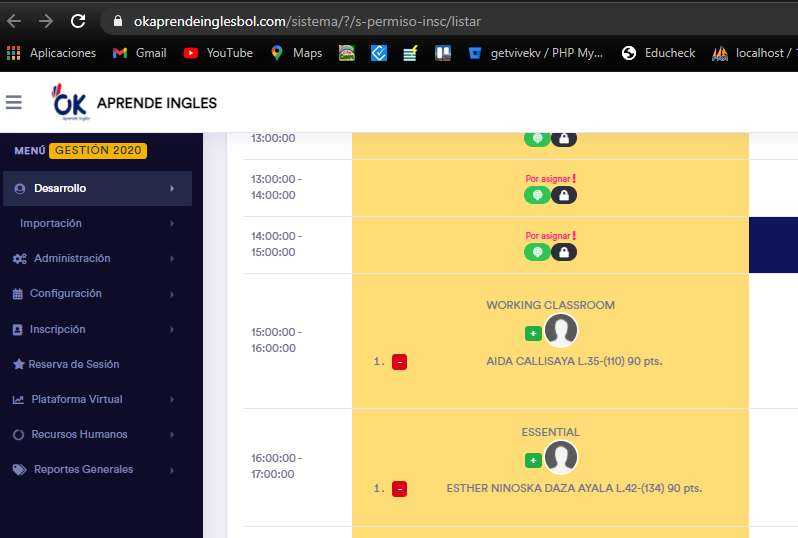 okaprendeinglesbol.com/sistema/?/s-permiso-insc/listar
Aplicaciones
Gmail
YouTube
Maps
getvivekv / PHP My...
Educheck
localhost /
OK
Aprende Inglés
APRENDE INGLES
MENÚ GESTIÓN 2020
Desarrollo
Importación
Administración
Configuración
Inscripción
Reserva de Sesión
Plataforma Virtual
Recursos Humanos
Reportes Generales
13:00:00
13:00:00 -
14:00:00
Por asignar!
14:00:00 -
15:00:00
Por asignar!
15:00:00 -
16:00:00
WORKING CLASSROOM
+
1. - AIDA CALLISAYA L.35-(110) 90 pts.
16:00:00 -
17:00:00
ESSENTIAL
+
1. - ESTHER NINOSKA DAZA AYALA L.42-(134) 90 pts.